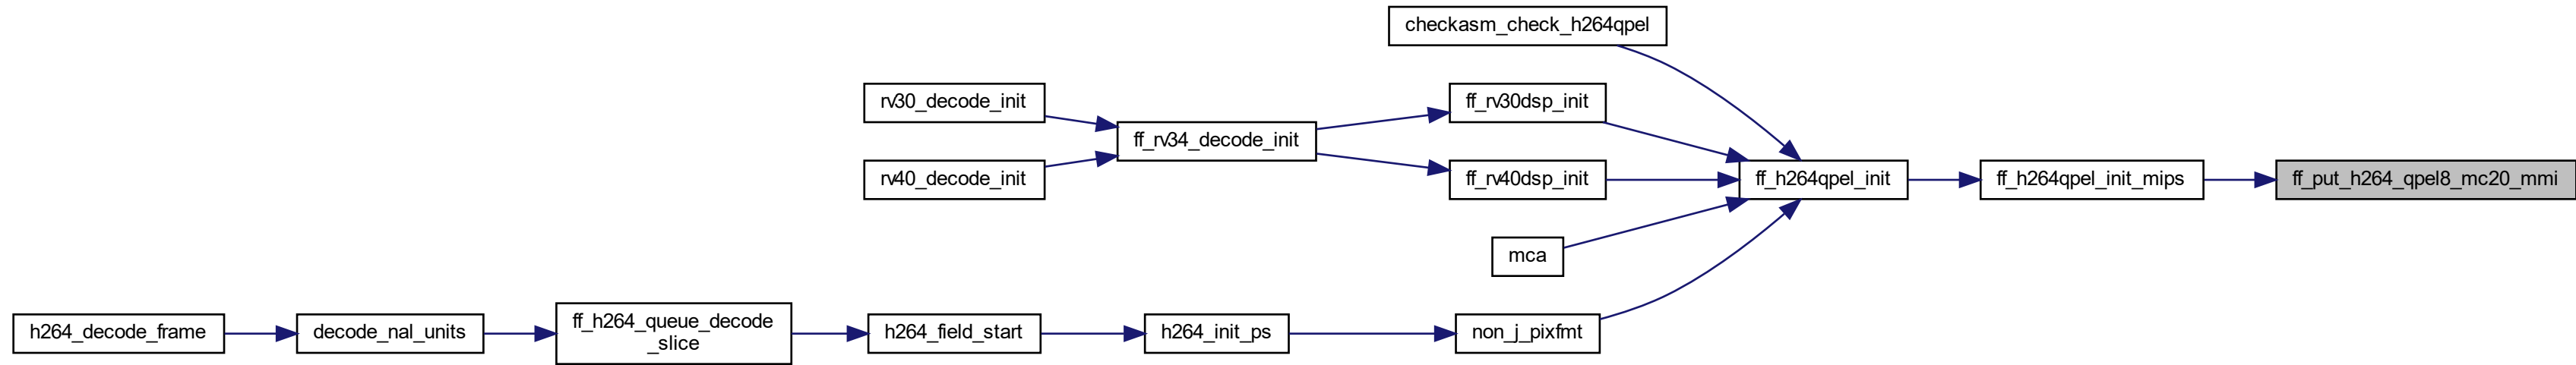 checkasm_check_h264qpel
rv30_decode_init
ff_rv30dsp_init
ff_rv34_decode_init
rv40_decode_init
ff_rv40dsp_init
ff_h264qpel_init
ff_h264qpel_init_mips
ff_put_h264_qpel8_mc20_mmi
mca
h264_decode_frame
decode_nal_units
ff_h264_queue_decode
_slice
h264_field_start
h264_init_ps
non_j_pixfmt